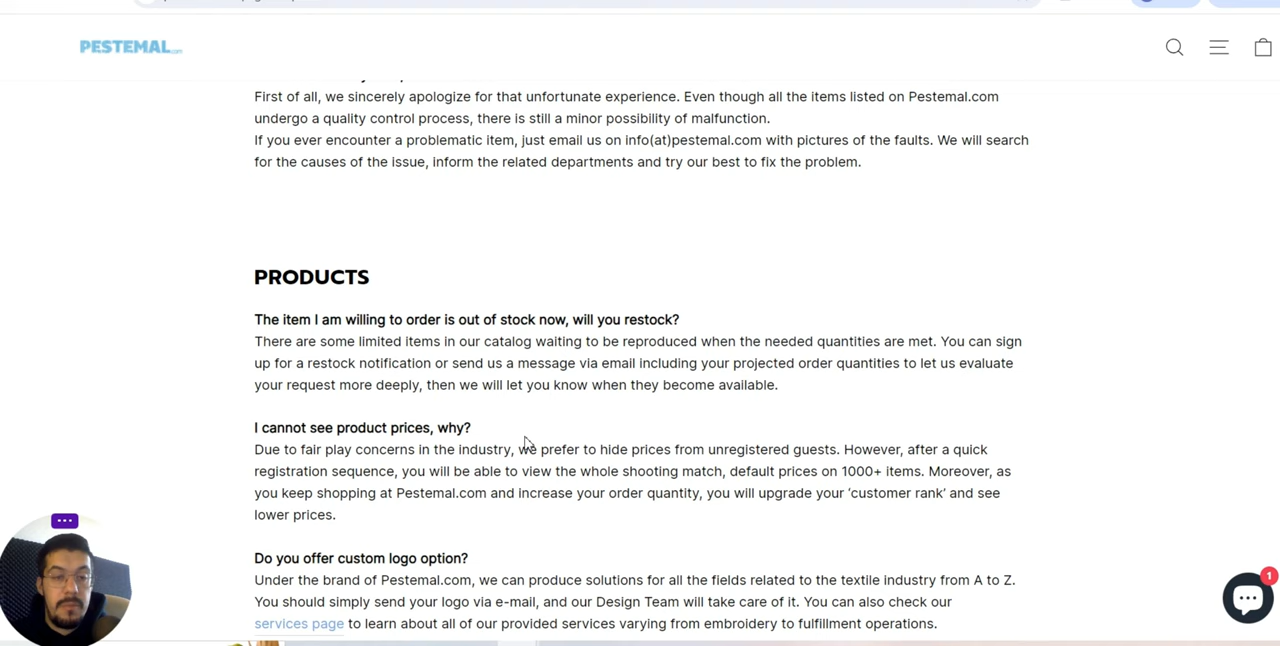 PESTEMAL.com
First of all, we sincerely apologize for that unfortunate experience. Even though all the items listed on Pestemal.com
undergo a quality control process, there is still a minor possibility of malfunction.
If you ever encounter a problematic item, just email us on info(at)pestemal.com with pictures of the faults. We will search
for the causes of the issue, inform the related departments and try our best to fix the problem.
PRODUCTS
The item I am willing to order is out of stock now, will you restock?
There are some limited items in our catalog waiting to be reproduced when the needed quantities are met. You can sign
up for a restock notification or send us a message via email including your projected order quantities to let us evaluate
your request more deeply, then we will let you know when they become available.
I cannot see product prices, why?
Due to fair play concerns in the industry, we prefer to hide prices from unregistered guests. However, after a quick
registration sequence, you will be able to view the whole shooting match, default prices on 1000+ items. Moreover, as
you keep shopping at Pestemal.com and increase your order quantity, you will upgrade your ‘customer rank’ and see
lower prices.
Do you offer custom logo option?
Under the brand of Pestemal.com, we can produce solutions for all the fields related to the textile industry from A to Z.
You should simply send your logo via e-mail, and our Design Team will take care of it. You can also check our
services page to learn about all of our provided services varying from embroidery to fulfillment operations.
1